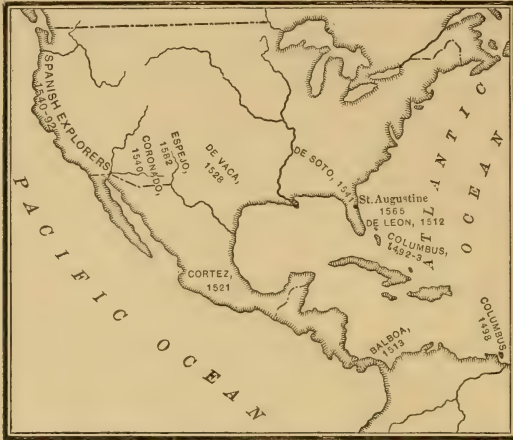 SPANISH EXPLORERS
1540-92
ESPEJO,
1582
CORONADO,
1540
DE VACA,
1528
DE SOTO, 1541
St. Augustine
1565
DE LEON, 1512
COLUMBUS,
1492-3
ATLANTIC
OCEAN
CORTEZ,
1521
PACIFIC OCEAN
BALBOA,
1513
COLUMBUS
1498